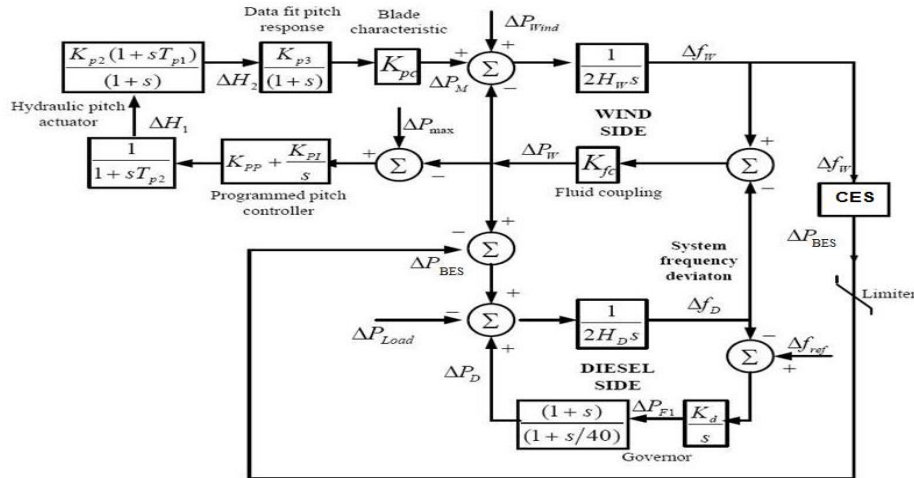 Data fit pitch
response
Blade
characteristic
ΔP_Wind
K_p2 (1 + sT_p1)
(1 + s)
ΔH_2
K_p3
(1 + s)
K_pc
+
ΔP_M
+
Σ
+
−
1
2H_W s
Δf_W
WIND
SIDE
Hydraulic pitch
actuator
ΔH_1
ΔP_max
1
1 + sT_p2
K_PP + K_PI
s
Programmed pitch
controller
+
Σ
−
ΔP_W
K_fc
Fluid coupling
+
Σ
−
Δf_W
CES
ΔP_BES
Limiter
−
+
Σ
ΔP_BES
System
frequency
deviaton
ΔP_Load
−
+
Σ
+
1
2H_D s
Δf_D
DIESEL
SIDE
−
Σ
+
Δf_ref
ΔP_D
(1 + s)
(1 + s/40)
ΔP_F1
K_d
s
Governor